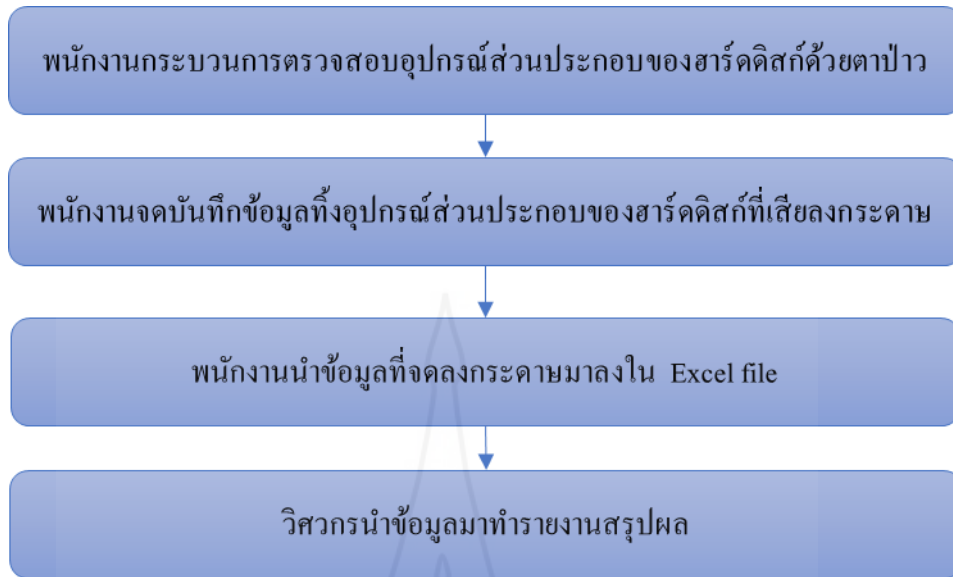 พนักงานกระบวนการตรวจสอบอุปกรณ์ส่วนประกอบของฮาร์ดดิสก์ด้วยตาป่าว
พนักงานจดบันทึกข้อมูลทิ้งอุปกรณ์ส่วนประกอบของฮาร์ดดิสก์ที่เสียลงกระดาษ
พนักงานนำข้อมูลที่จดลงกระดาษมาลงใน Excel file
วิศวกรนำข้อมูลมาทำรายงานสรุปผล